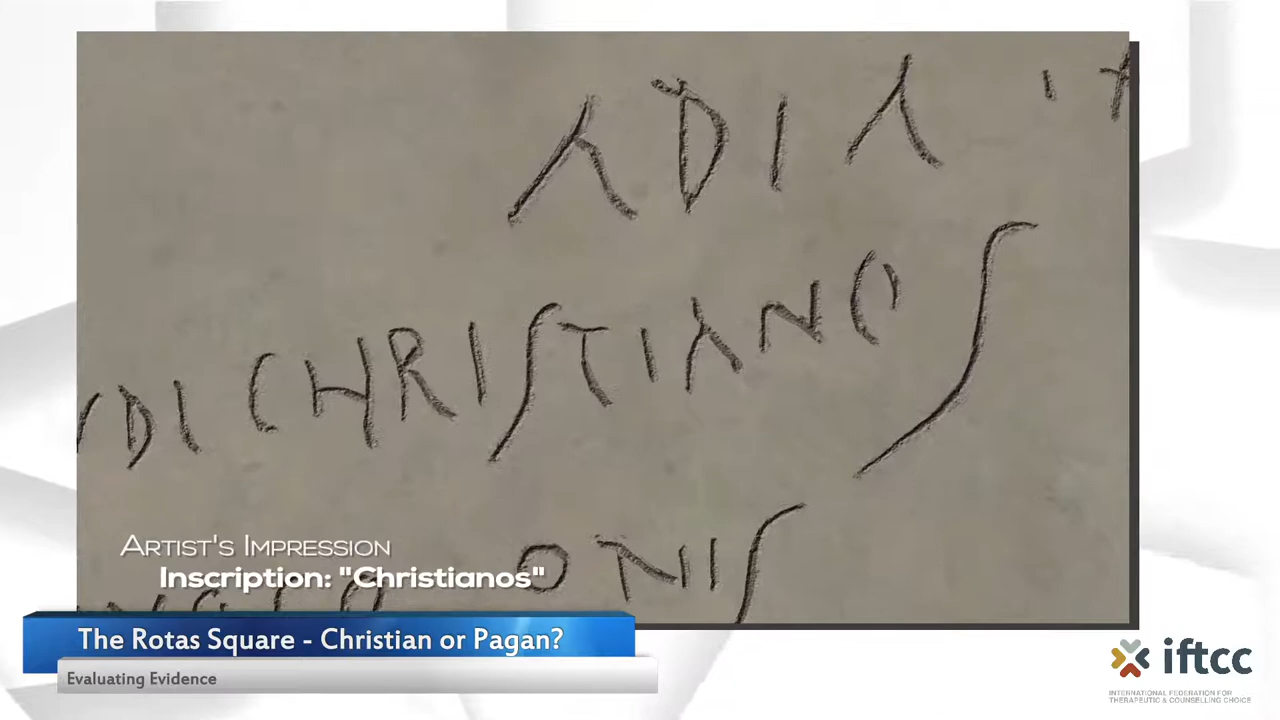 ADIA
DI CHRISTIANOS
ONIS
ARTIST'S IMPRESSION
Inscription: "Christianos"
The Rotas Square - Christian or Pagan?
Evaluating Evidence
iftcc
INTERNATIONAL FEDERATION FOR
THERAPEUTIC & COUNSELLING CHOICE